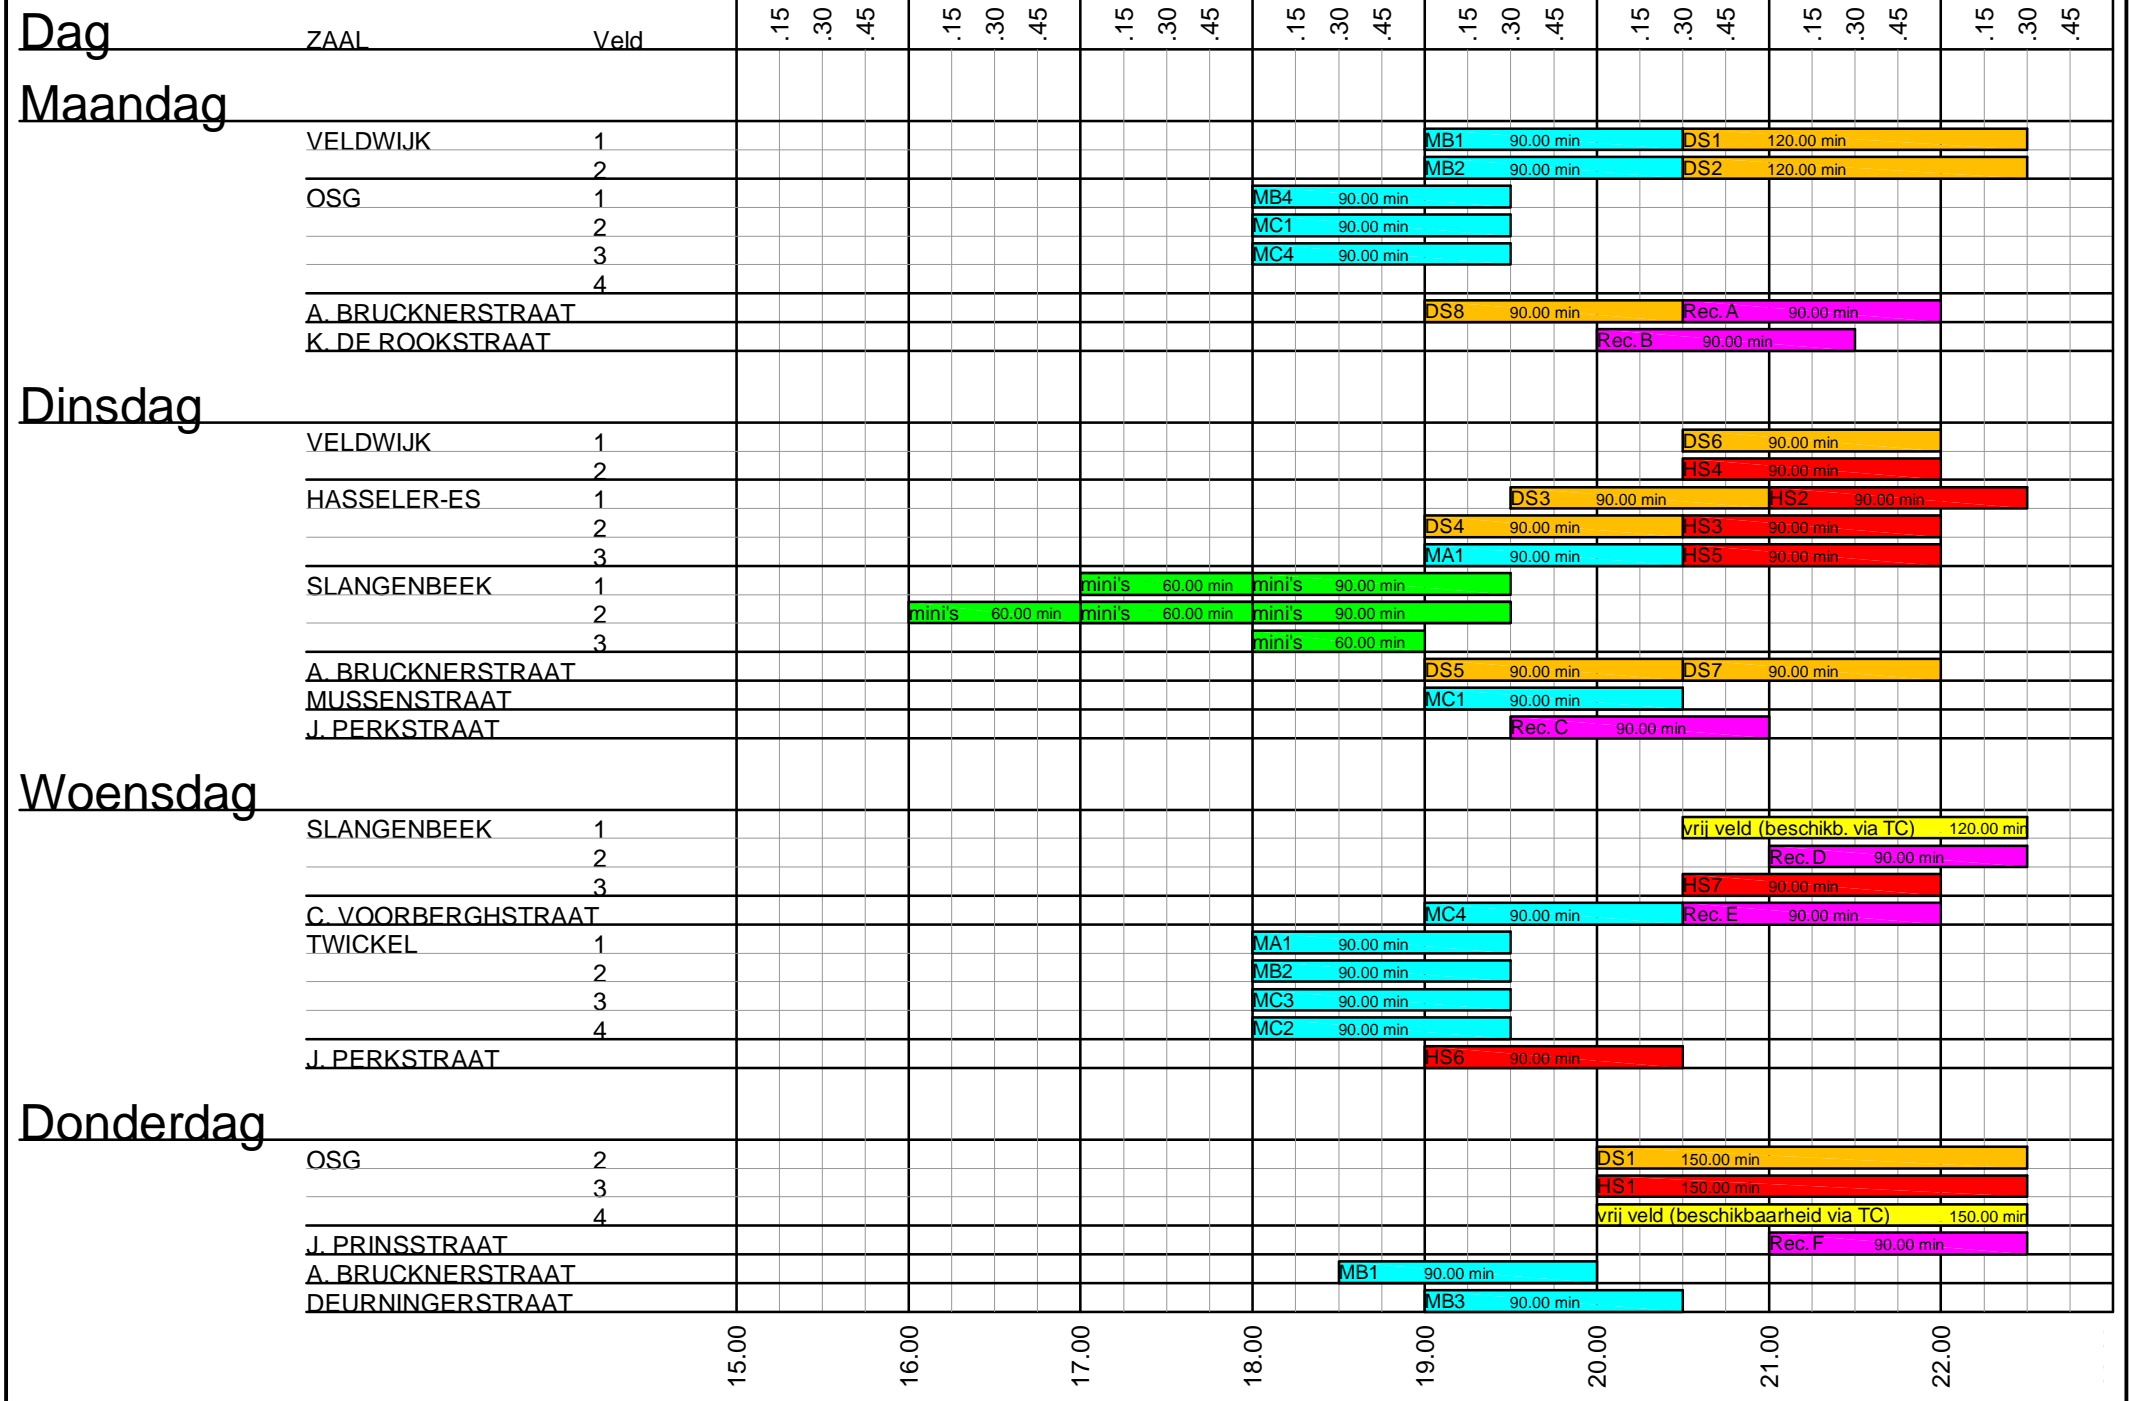 .15 .30 .45 .15 .30 .45 .15 .30 .45 .15 .30 .45 .15 .30 .45 .15 .30 .45 .15 .30 .45 .15 .30 .45
Dag ZAAL Veld
Maandag
VELDWIJK 1 MB1 90.00 min DS1 120.00 min
2 MB2 90.00 min DS2 120.00 min
OSG 1 MB4 90.00 min
2 MC1 90.00 min
3 MC4 90.00 min
4
A. BRUCKNERSTRAAT DS8 90.00 min Rec. A 90.00 min
K. DE ROOKSTRAAT Rec. B 90.00 min
Dinsdag
VELDWIJK 1 DS6 90.00 min
2 HS4 90.00 min
HASSELER-ES 1 DS3 90.00 min HS2 90.00 min
2 DS4 90.00 min HS3 90.00 min
3 MA1 90.00 min HS5 90.00 min
SLANGENBEEK 1 mini's 60.00 min mini's 90.00 min
2 mini's 60.00 min mini's 60.00 min mini's 90.00 min
3 mini's 60.00 min
A. BRUCKNERSTRAAT DS5 90.00 min DS7 90.00 min
MUSSENSTRAAT MC1 90.00 min
J. PERKSTRAAT Rec. C 90.00 min
Woensdag
SLANGENBEEK 1 vrij veld (beschikb. via TC) 120.00 min
2 Rec. D 90.00 min
3 HS7 90.00 min
C. VOORBERGHSTRAAT MC4 90.00 min Rec. E 90.00 min
TWICKEL 1 MA1 90.00 min
2 MB2 90.00 min
3 MC3 90.00 min
4 MC2 90.00 min
J. PERKSTRAAT HS6 90.00 min
Donderdag
OSG 2 DS1 150.00 min
3 HS1 150.00 min
4 vrij veld (beschikbaarheid via TC) 150.00 min
J. PRINSSTRAAT Rec. F 90.00 min
A. BRUCKNERSTRAAT MB1 90.00 min
DEURNINGERSTRAAT MB3 90.00 min
15.00 16.00 17.00 18.00 19.00 20.00 21.00 22.00